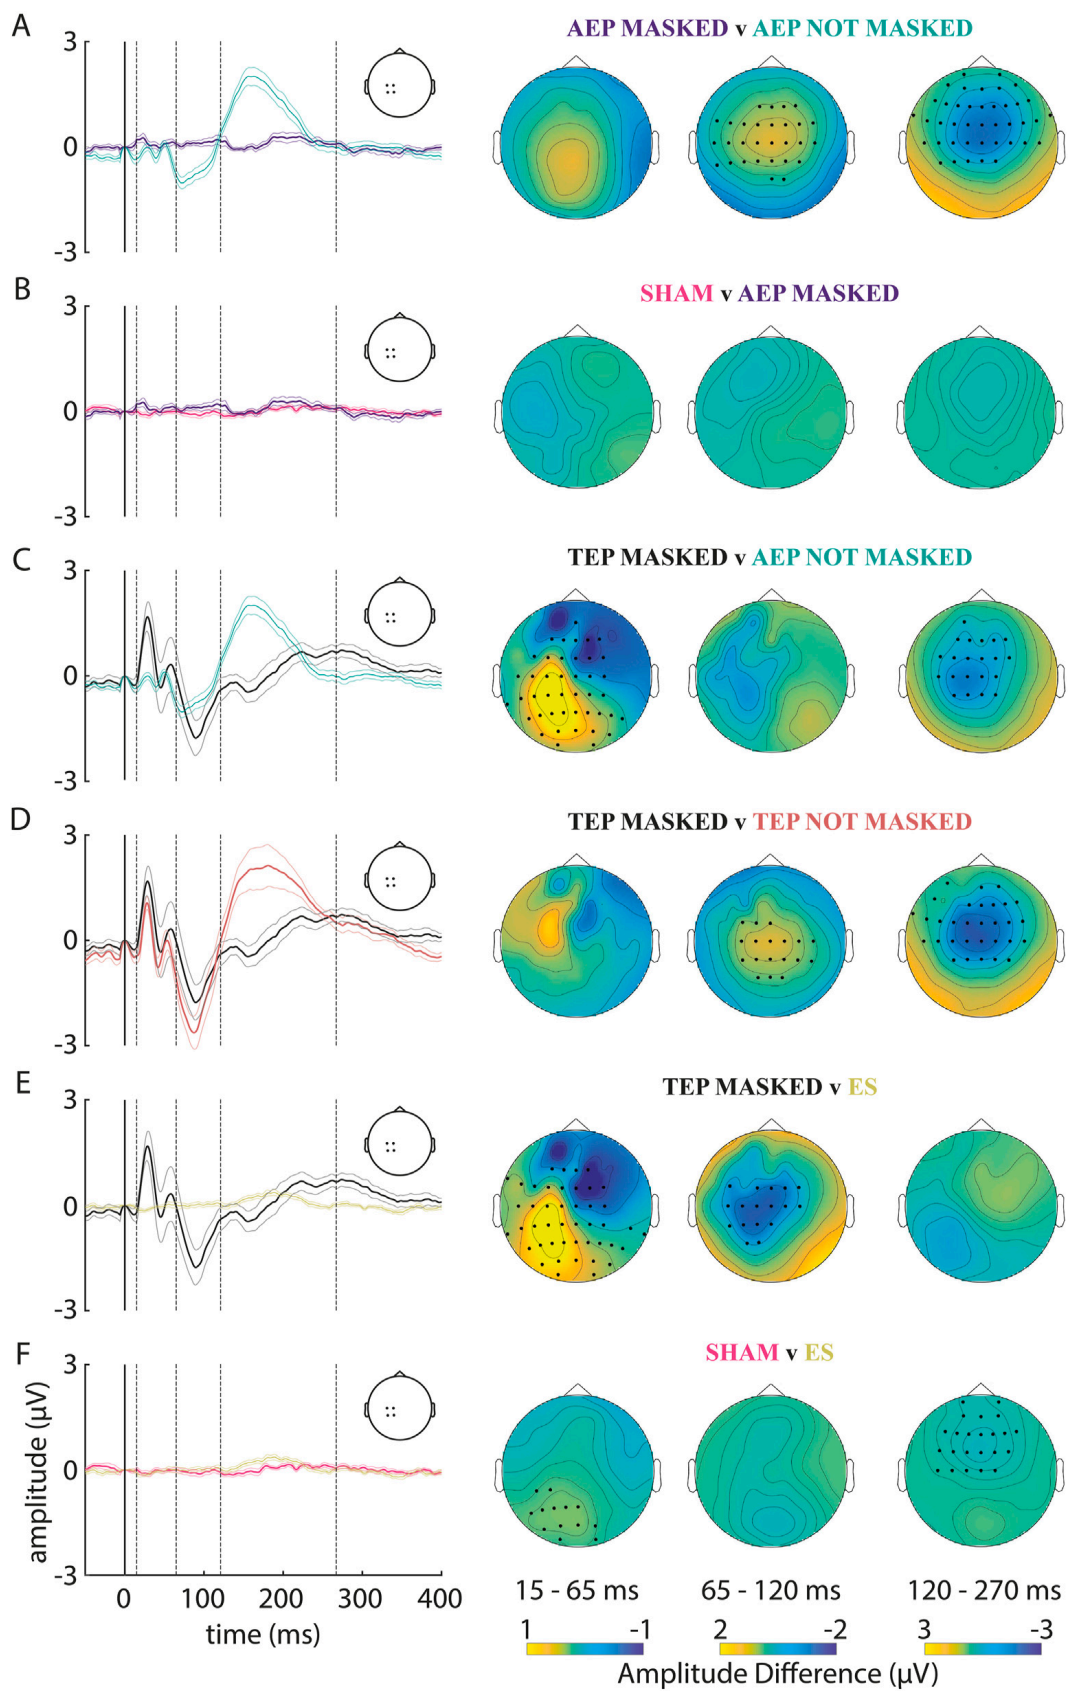 A
AEP MASKED v AEP NOT MASKED
3
0
-3
B
SHAM v AEP MASKED
3
0
-3
C
TEP MASKED v AEP NOT MASKED
3
0
-3
D
TEP MASKED v TEP NOT MASKED
3
0
-3
E
TEP MASKED v ES
3
0
-3
F
SHAM v ES
3
0
-3
amplitude (µV)
0 100 200 300 400
time (ms)
15 - 65 ms 65 - 120 ms 120 - 270 ms
1 -1 2 -2 3 -3
Amplitude Difference (µV)